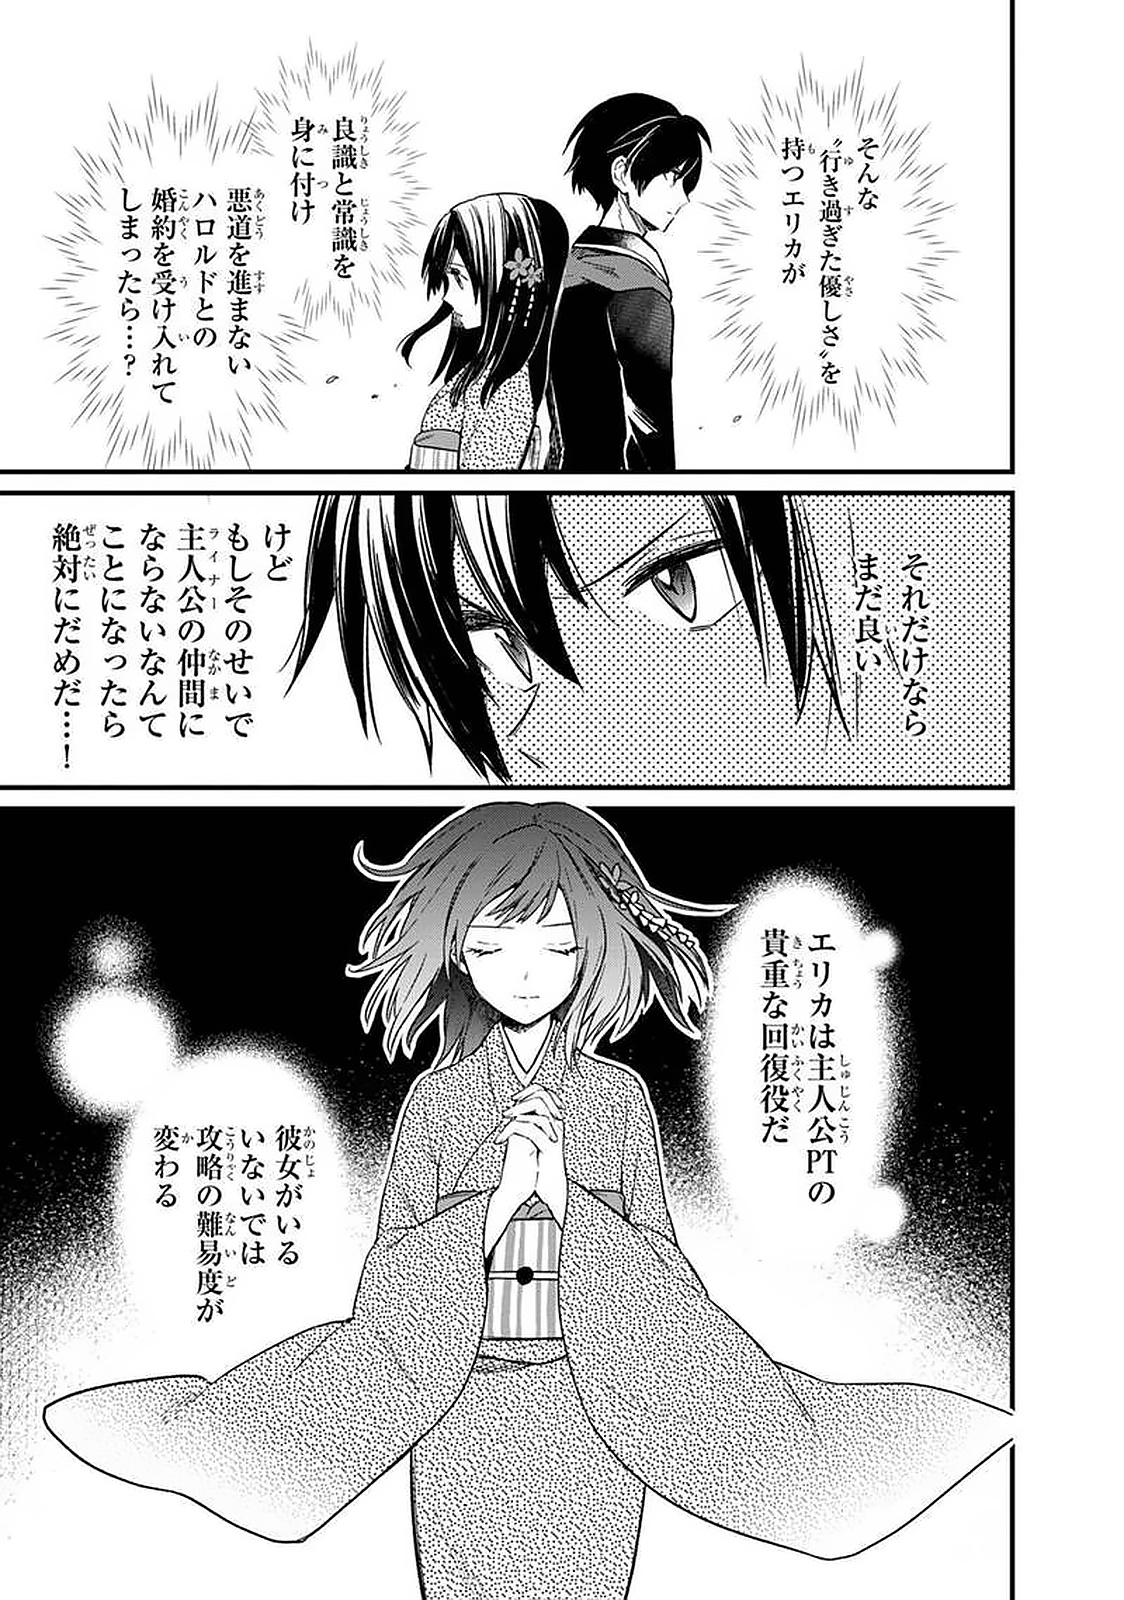 そんな
〝行き過ぎた優しさ〟を
持つエリカが
良識と常識を
身に付け
悪道を進まない
ハロルドとの
婚約を受け入れて
しまったら…?
それだけなら
まだ良い
けど
もしそのせいで
主人公の仲間に
ならないなんて
ことになったら
絶対にだめだ…!
エリカは主人公PTの
貴重な回復役だ
彼女がいる
いないでは
攻略の難易度が
変わる